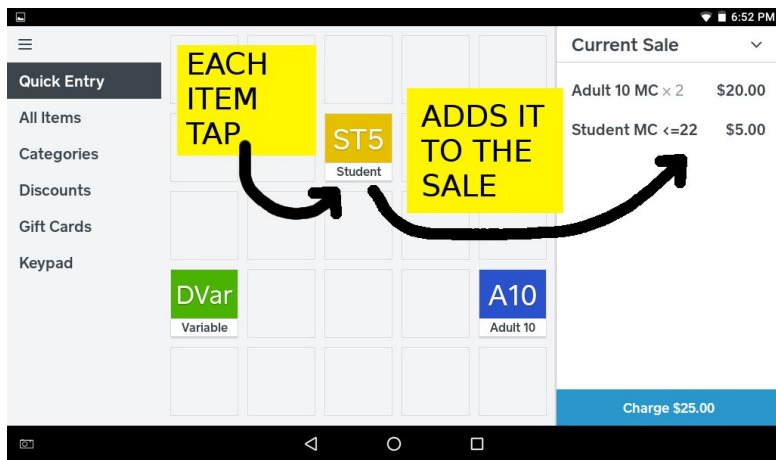 6:52 PM
Quick Entry
All Items
Categories
Discounts
Gift Cards
Keypad
EACH
ITEM
TAP
ST5
Student
ADDS IT
TO THE
SALE
DVar
Variable
A10
Adult 10
Current Sale
Adult 10 MC × 2 $20.00
Student MC <=22 $5.00
Charge $25.00